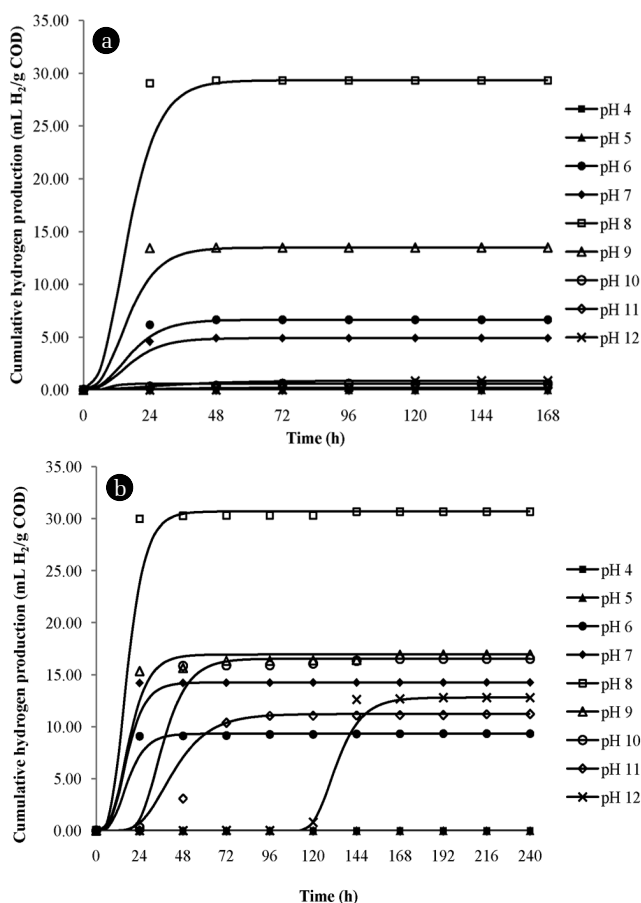 a
Cumulative hydrogen production (mL H₂/g COD)
35.00
30.00
25.00
20.00
15.00
10.00
5.00
0.00
0 24 48 72 96 120 144 168
Time (h)
pH 4
pH 5
pH 6
pH 7
pH 8
pH 9
pH 10
pH 11
pH 12
b
Cumulative hydrogen production (mL H₂/g COD)
35.00
30.00
25.00
20.00
15.00
10.00
5.00
0.00
0 24 48 72 96 120 144 168 192 216 240
Time (h)
pH 4
pH 5
pH 6
pH 7
pH 8
pH 9
pH 10
pH 11
pH 12